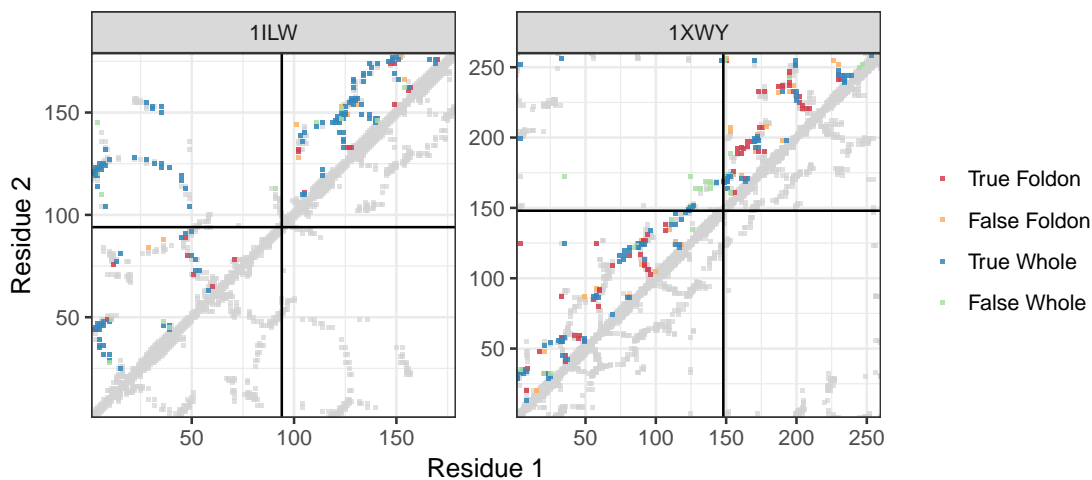 1ILW
1XWY
150
100
50
250
200
150
100
50
50 100 150
50 100 150 200 250
Residue 1
Residue 2
True Foldon
False Foldon
True Whole
False Whole